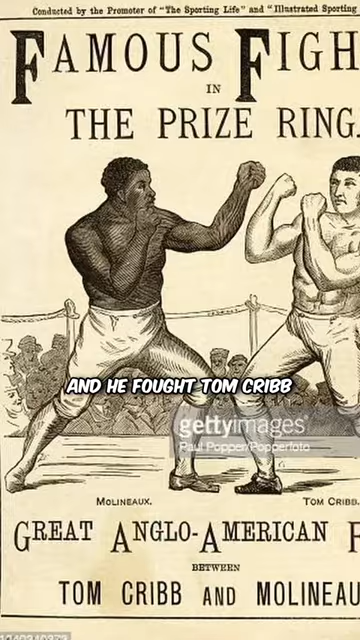 Conducted by the Promoter of "The Sporting Life" and "Illustrated Sporting
FAMOUS FIGH
IN
THE PRIZE RING.
AND HE FOUGHT TOM CRIBB
gettyimages
Paul Popper/Popperfoto
MOLINEAUX.
TOM CRIBB.
GREAT ANGLO-AMERICAN F
BETWEEN
TOM CRIBB AND MOLINEAU